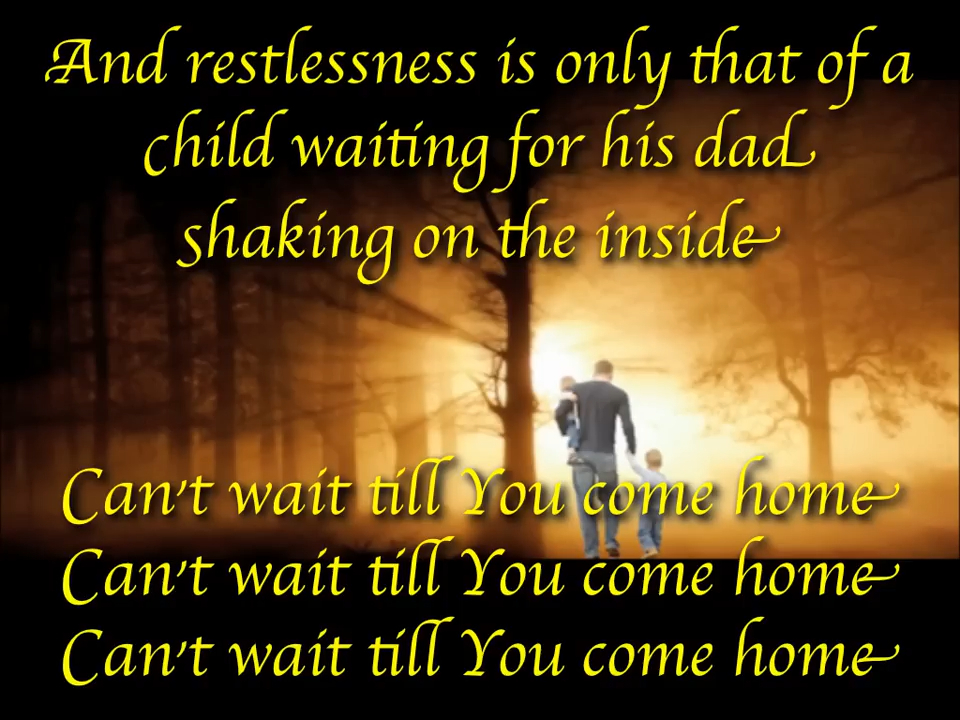 And restlessness is only that of a
child waiting for his dad
shaking on the inside
Can't wait till You come home
Can't wait till You come home
Can't wait till You come home